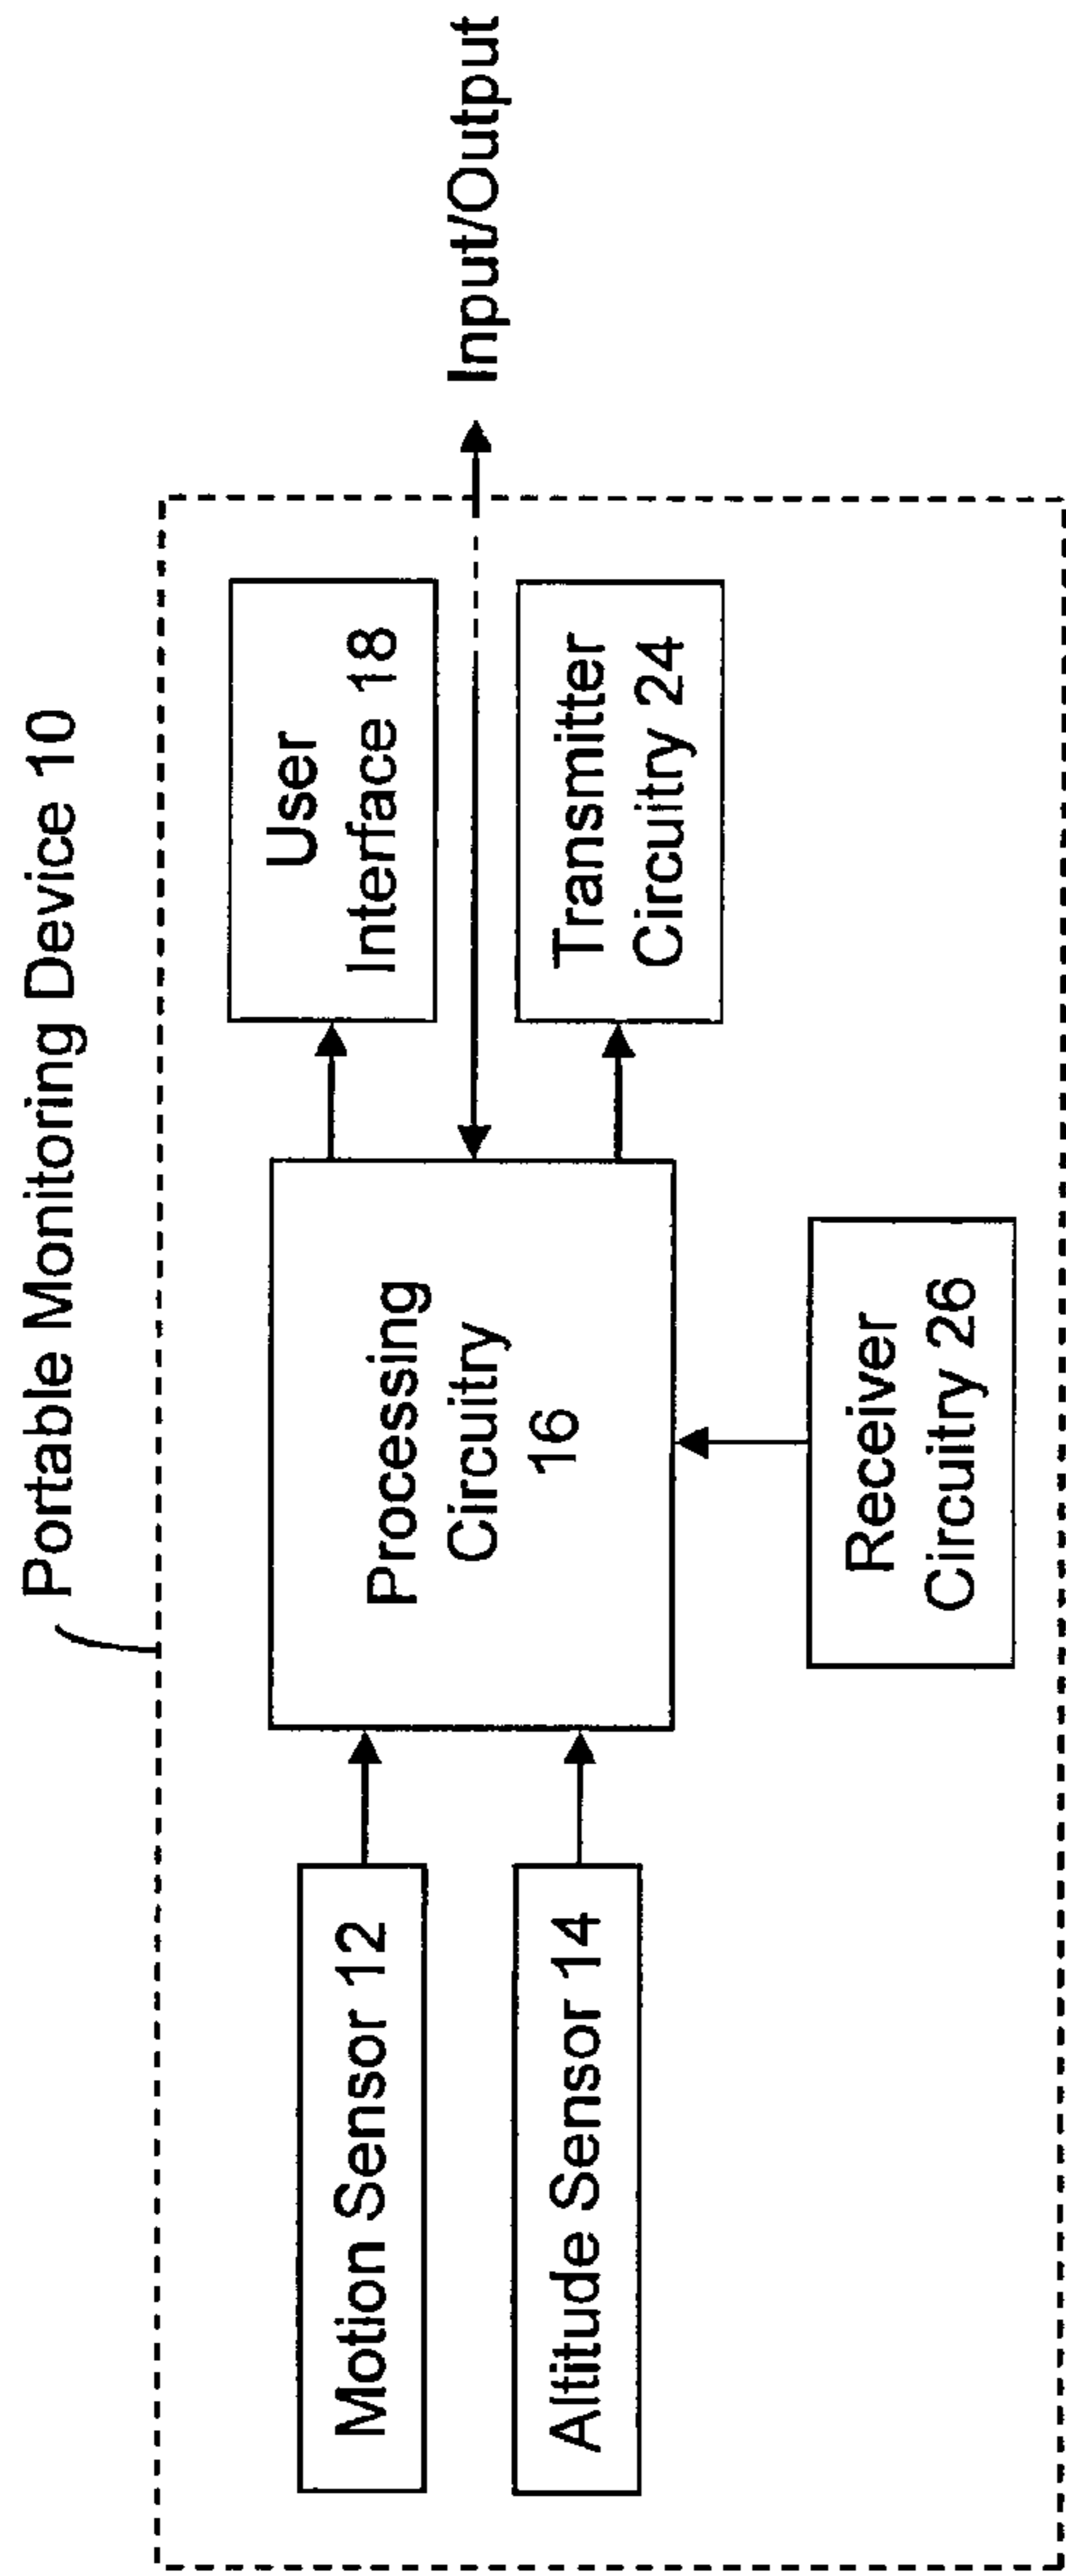 Portable Monitoring Device 10
Motion Sensor 12
Altitude Sensor 14
Processing
Circuitry
16
User
Interface 18
Input/Output
Transmitter
Circuitry 24
Receiver
Circuitry 26